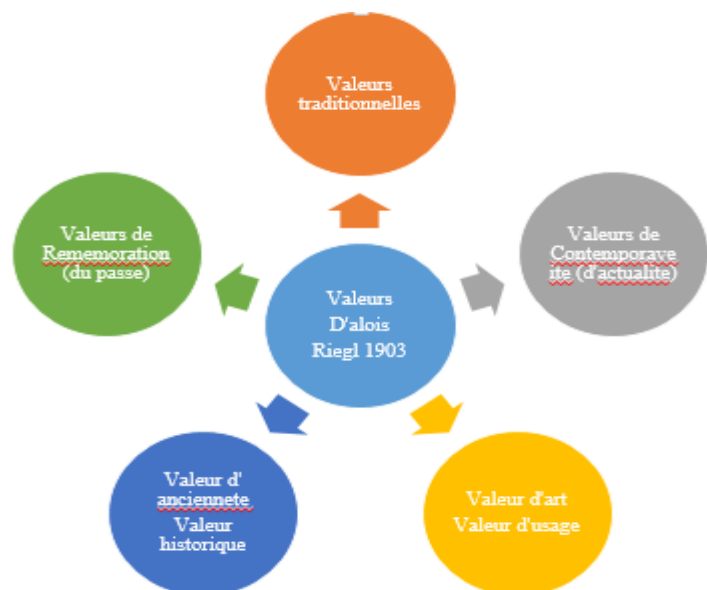 Valeurs
traditionnelles
Valeurs de
Rememoration
(du passe)
Valeurs de
Contemporave
ite (d'actualite)
Valeurs
D'alois
Riegl 1903
Valeur d'
anciennete
Valeur
historique
Valeur d'art
Valeur d'usage